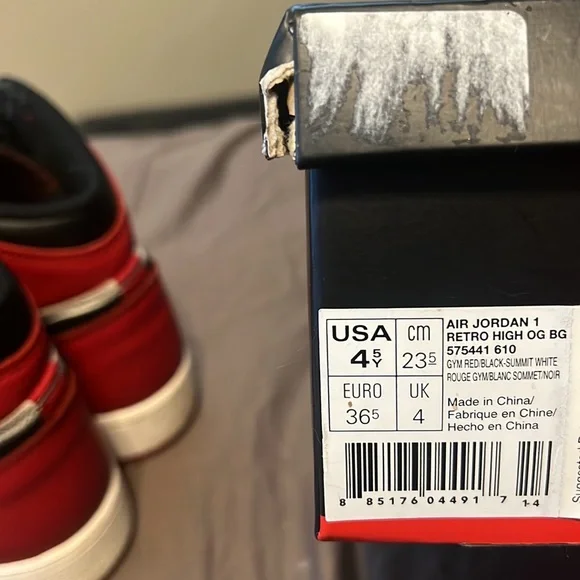 USA
4 5 Y
cm
23 5
EURO
36 5
UK
4
AIR JORDAN 1
RETRO HIGH OG BG
575441 610
GYM RED/BLACK-SUMMIT WHITE
ROUGE GYM/BLANC SOMMET/NOIR
Made in China/
Fabrique en Chine/
Hecho en China
8 85176 04491 7 14